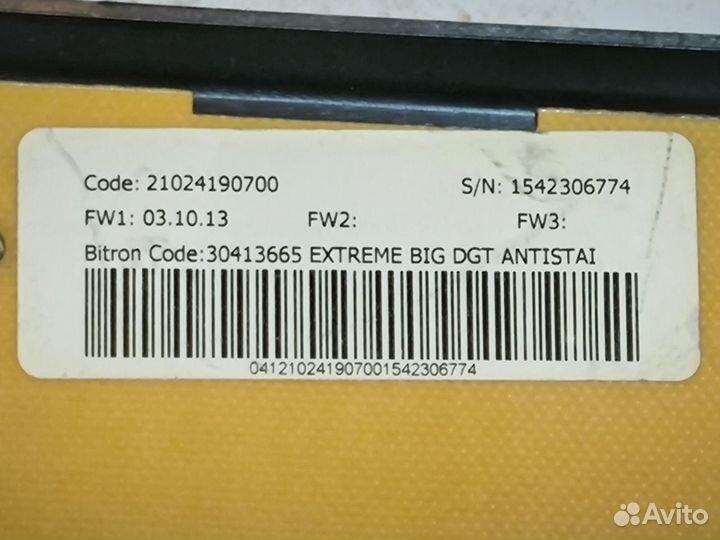 Code: 21024190700 S/N: 1542306774
FW1: 03.10.13 FW2: FW3:
Bitron Code:30413665 EXTREME BIG DGT ANTISTAI
041210241907001542306774
Avito